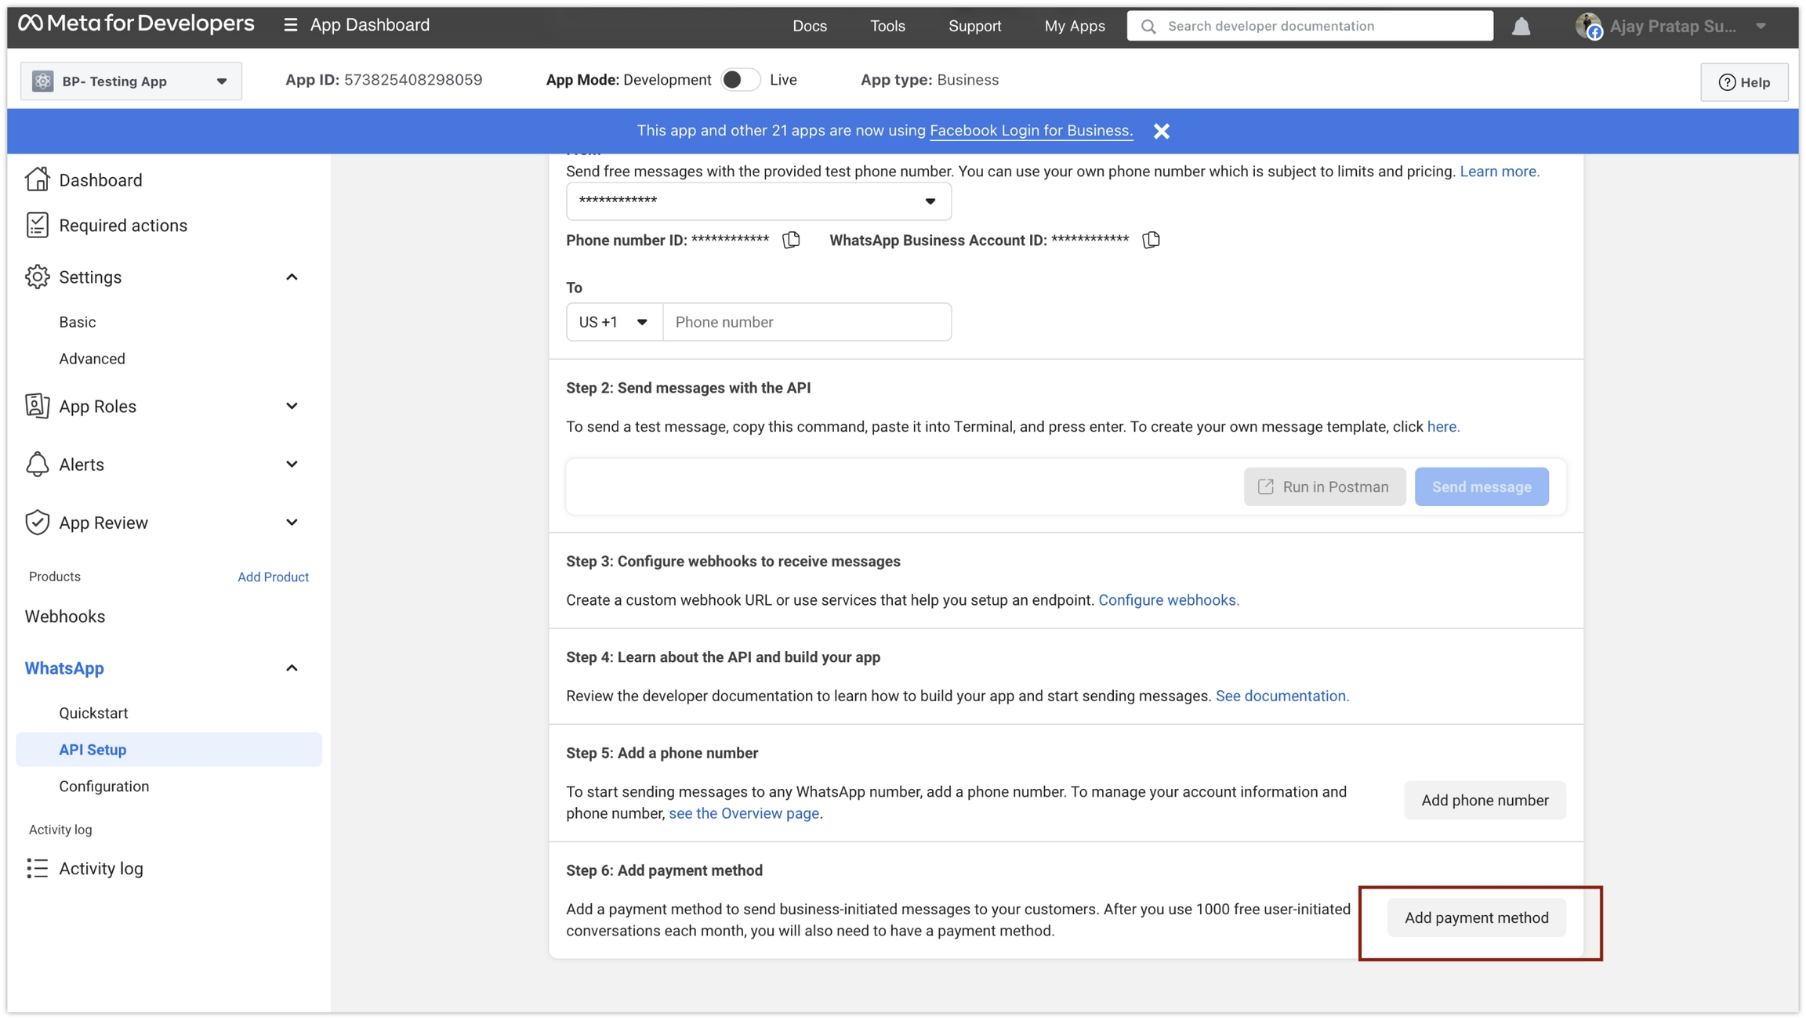 Meta for Developers
App Dashboard
Docs
Tools
Support
My Apps
Search developer documentation
Ajay Pratap Su...
BP- Testing App
App ID: 573825408298059
App Mode: Development
Live
App type: Business
Help
This app and other 21 apps are now using Facebook Login for Business.
Dashboard
Required actions
Settings
Basic
Advanced
App Roles
Alerts
App Review
Products
Add Product
Webhooks
WhatsApp
Quickstart
API Setup
Configuration
Activity log
Activity log
Send free messages with the provided test phone number. You can use your own phone number which is subject to limits and pricing. Learn more.
************
Phone number ID: ************
WhatsApp Business Account ID: ************
To
US +1
Phone number
Step 2: Send messages with the API
To send a test message, copy this command, paste it into Terminal, and press enter. To create your own message template, click here.
Run in Postman
Send message
Step 3: Configure webhooks to receive messages
Create a custom webhook URL or use services that help you setup an endpoint. Configure webhooks.
Step 4: Learn about the API and build your app
Review the developer documentation to learn how to build your app and start sending messages. See documentation.
Step 5: Add a phone number
To start sending messages to any WhatsApp number, add a phone number. To manage your account information and
phone number, see the Overview page.
Add phone number
Step 6: Add payment method
Add a payment method to send business-initiated messages to your customers. After you use 1000 free user-initiated
conversations each month, you will also need to have a payment method.
Add payment method